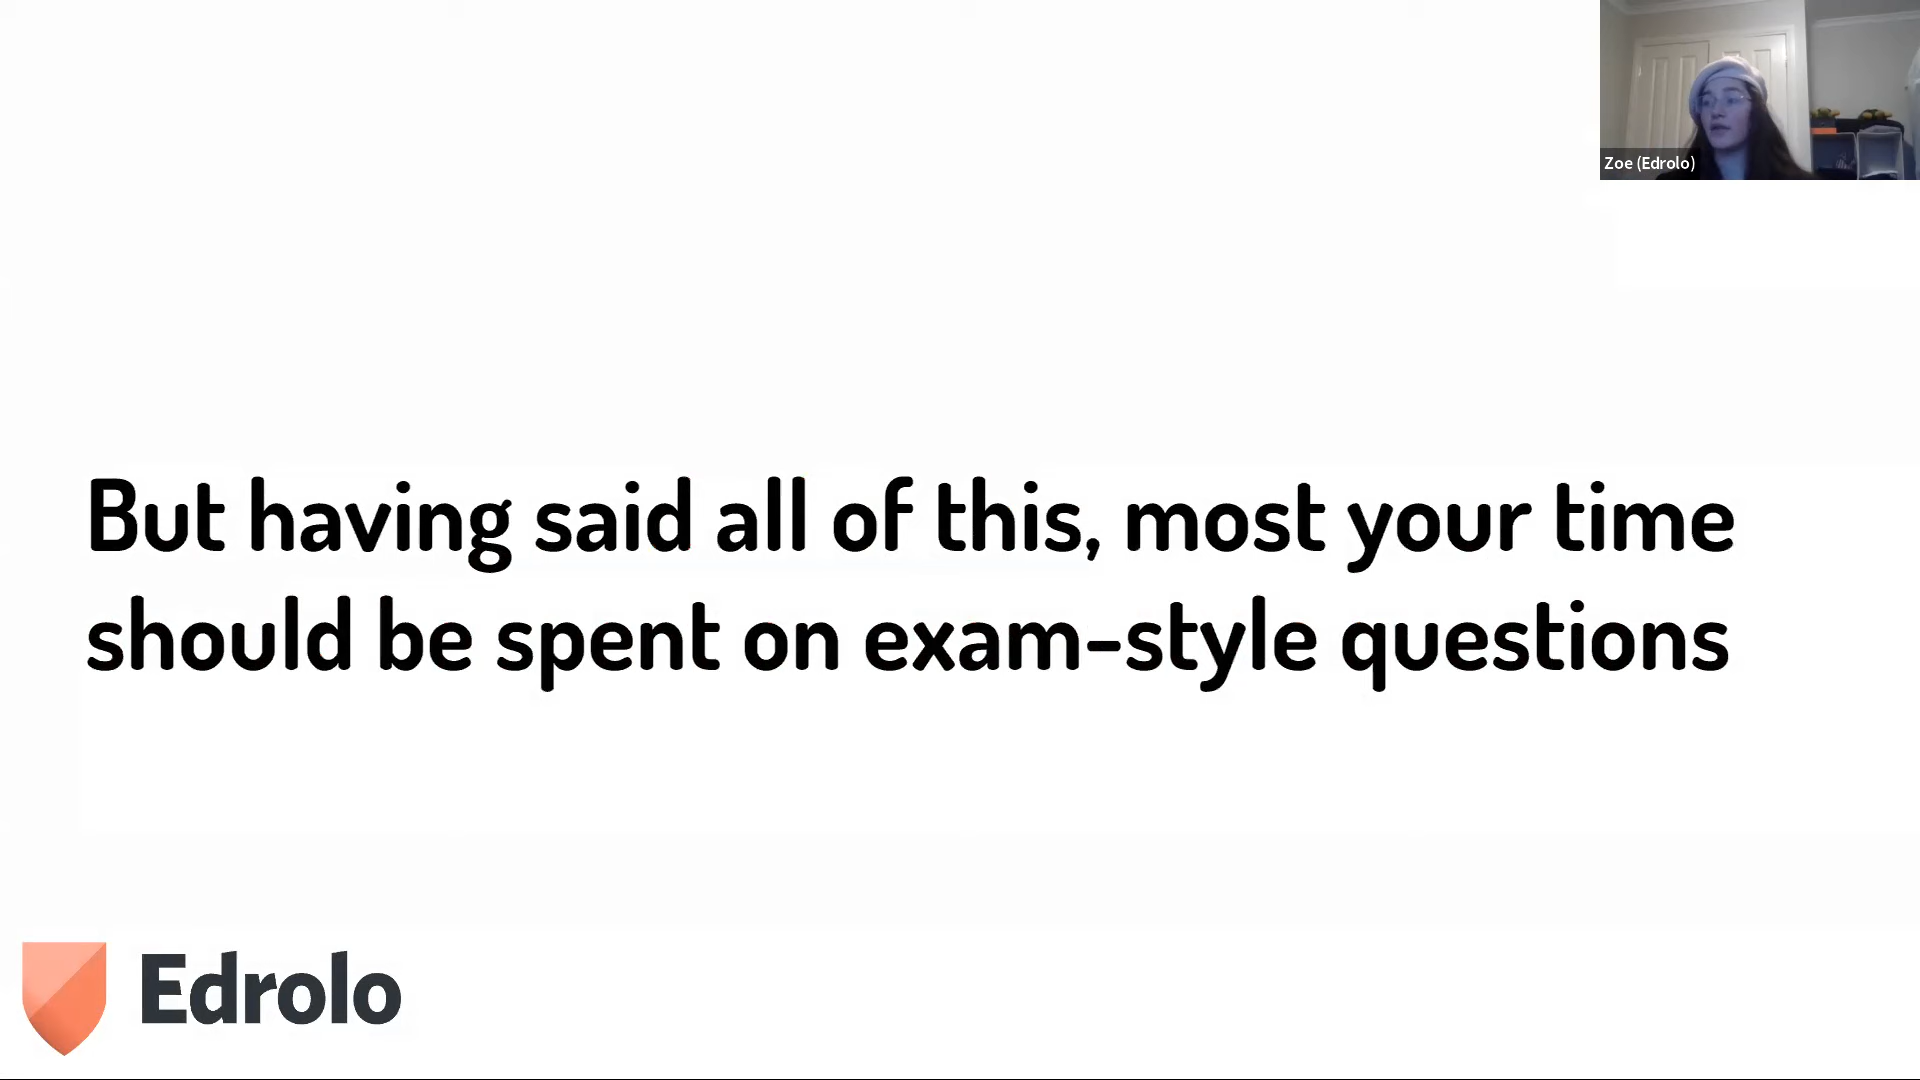 Zoe (Edrolo)
But having said all of this, most your time
should be spent on exam-style questions
Edrolo